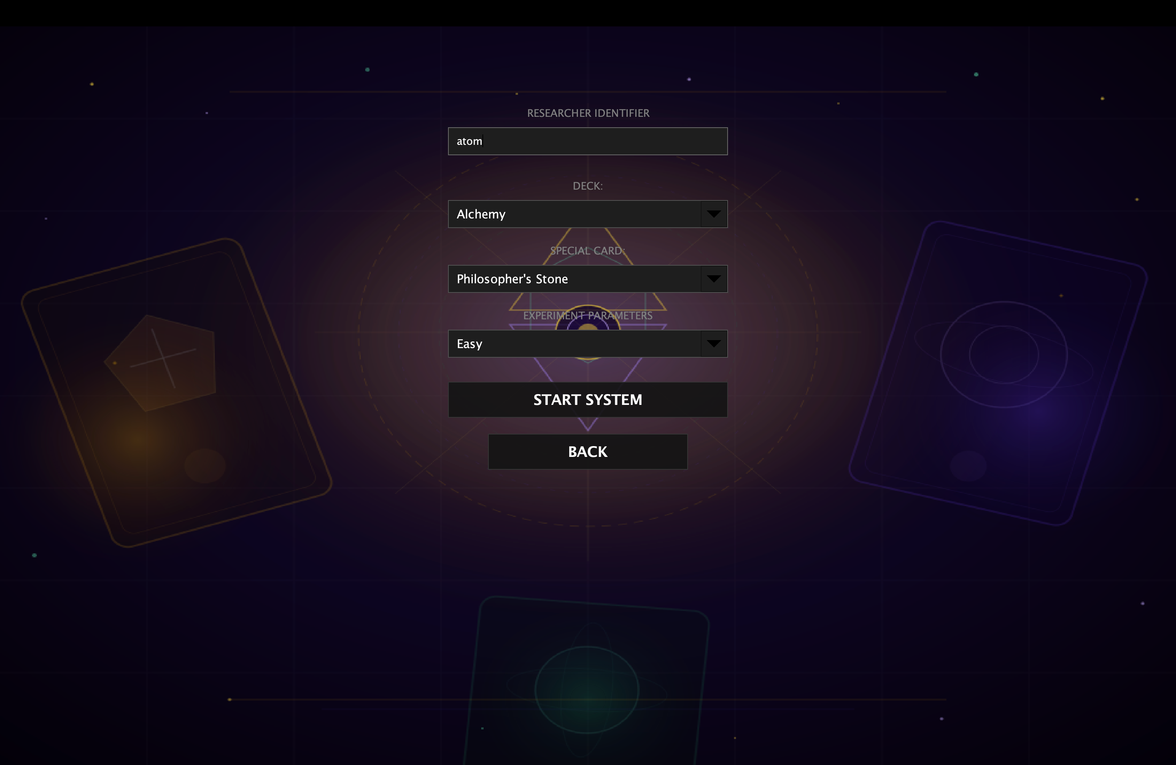 RESEARCHER IDENTIFIER
atom
DECK:
Alchemy
SPECIAL CARD:
Philosopher's Stone
EXPERIMENT PARAMETERS
Easy
START SYSTEM
BACK